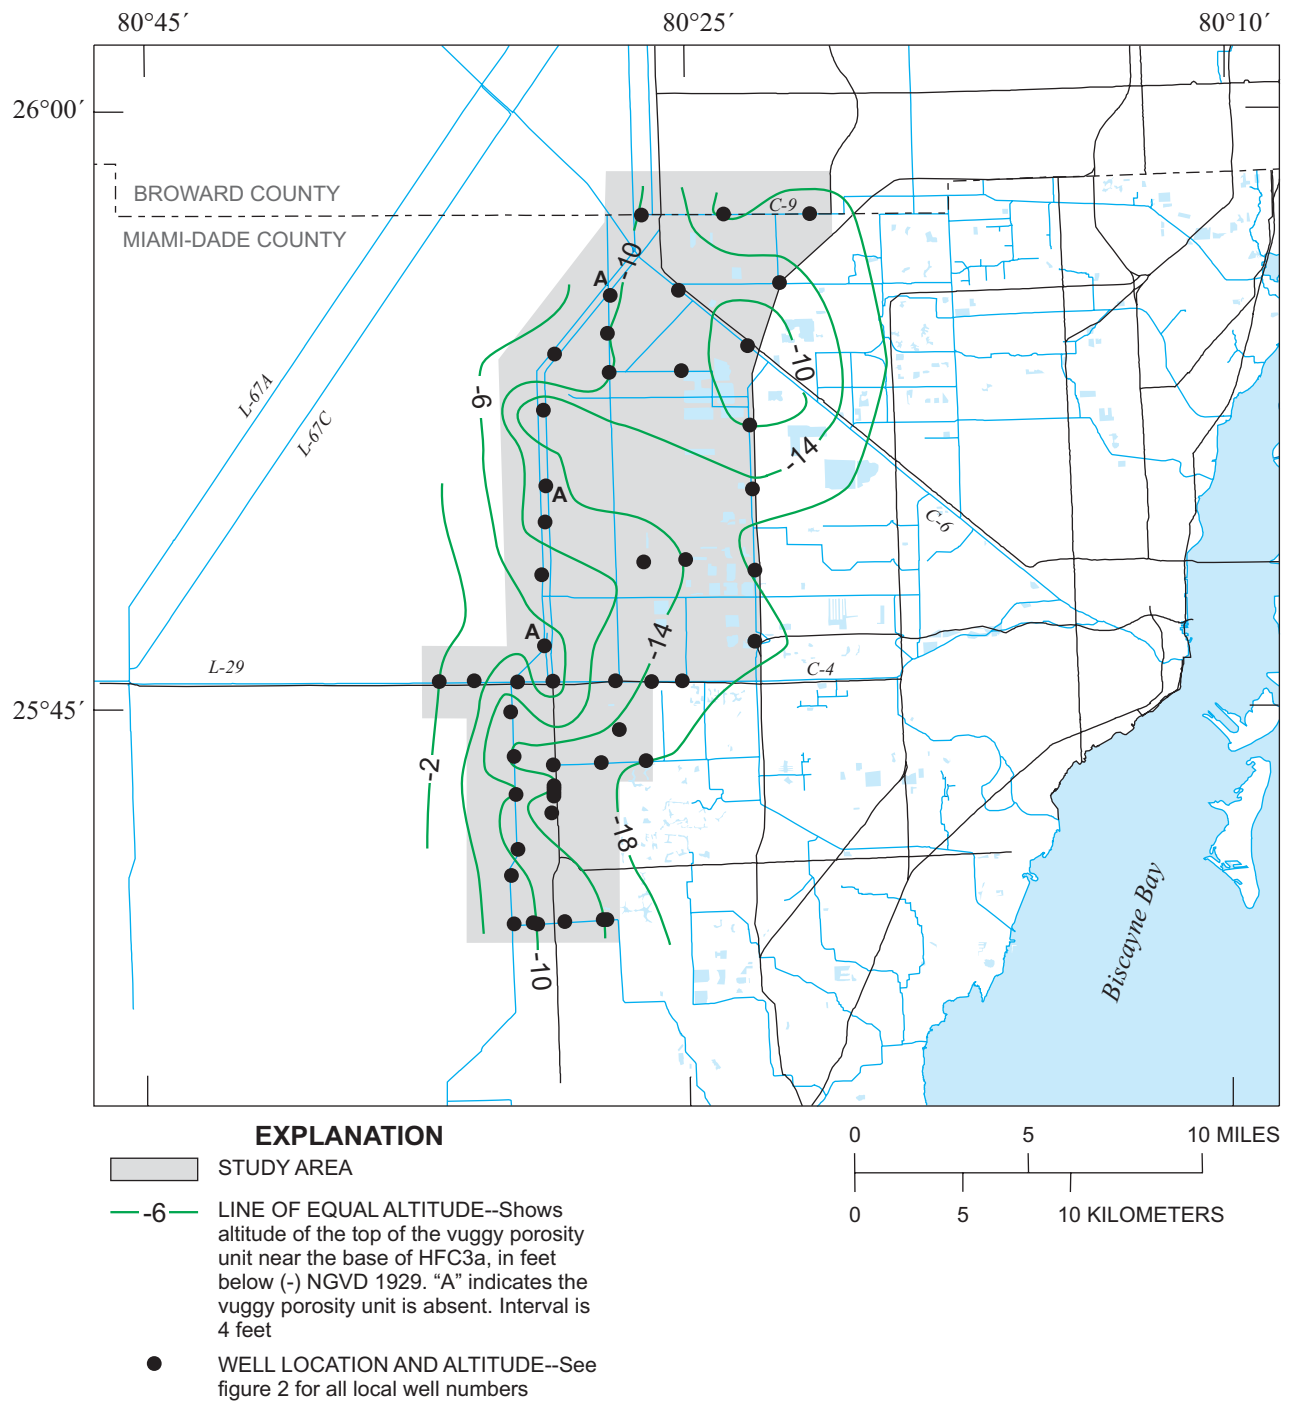 80°45′ 80°25′ 80°10′
26°00′
BROWARD COUNTY
MIAMI-DADE COUNTY
C-9
-10
A
L-67A
L-67C
-6
-10
-14
A
C-6
A
-14
L-29
C-4
25°45′
-2
-18
-10
Biscayne Bay
EXPLANATION
STUDY AREA
-6
LINE OF EQUAL ALTITUDE--Shows
altitude of the top of the vuggy porosity
unit near the base of HFC3a, in feet
below (-) NGVD 1929. “A” indicates the
vuggy porosity unit is absent. Interval is
4 feet
WELL LOCATION AND ALTITUDE--See
figure 2 for all local well numbers
0 5 10 MILES
0 5 10 KILOMETERS